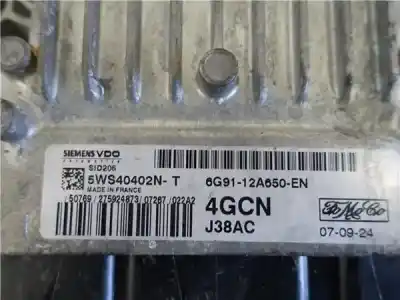 SIEMENS VDO
AUTOMOTIVE
SID206
5WS40402N- T
MADE IN FRANCE
6G91-12A650-EN
50769 /275924873/07267 /022A2
4GCN
J38AC
FoMoCo
07-09-24